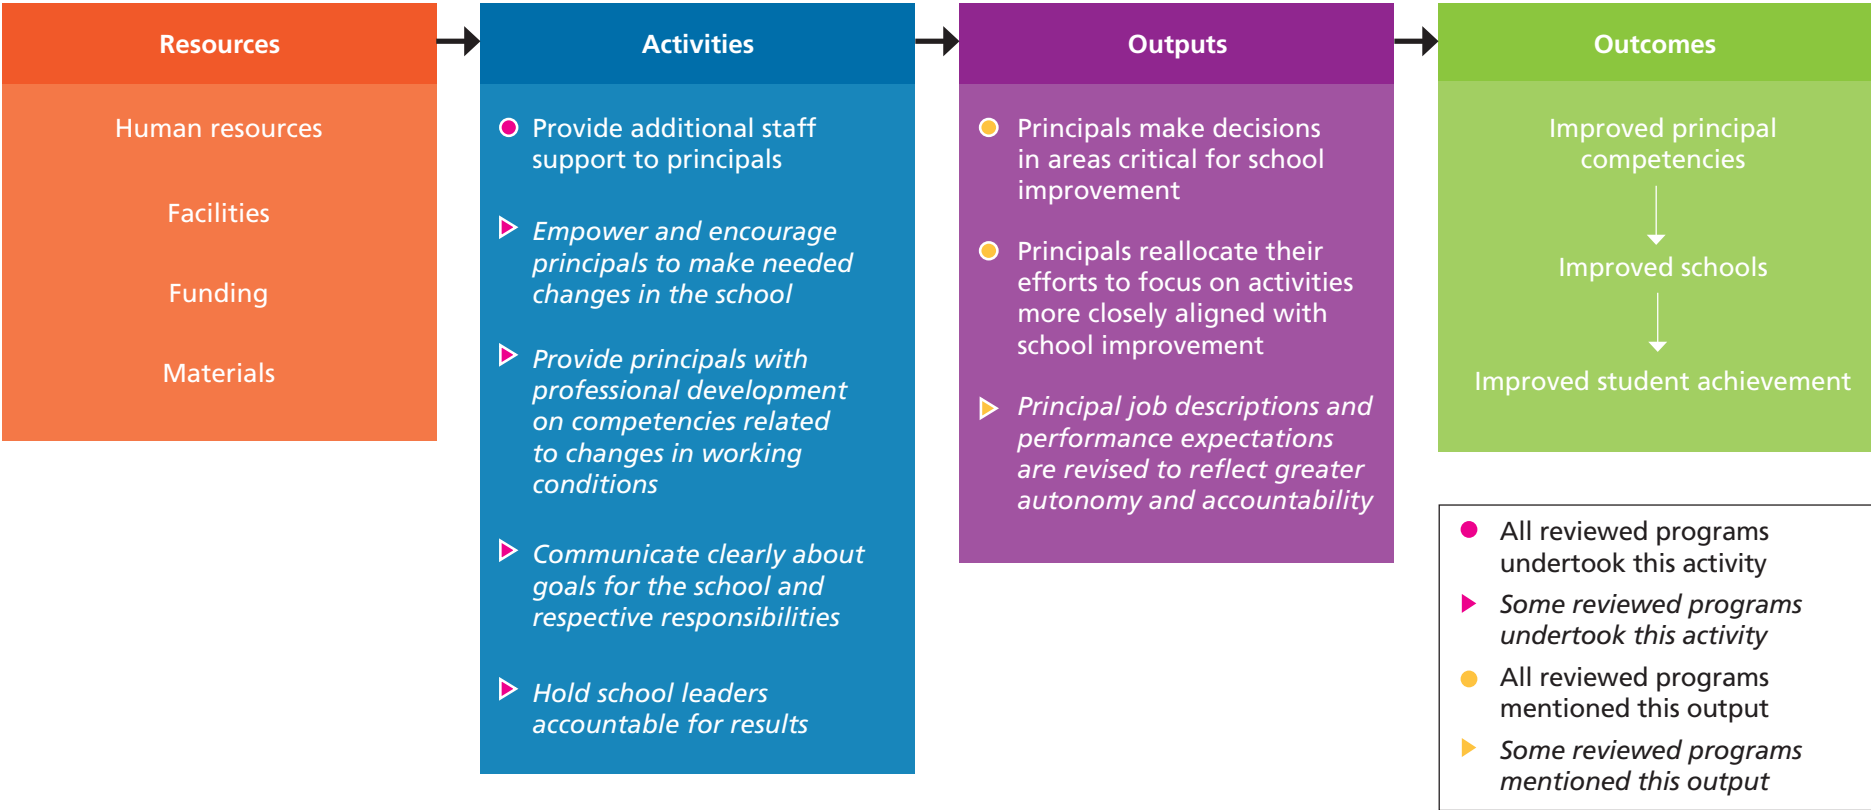 Resources
Human resources
Facilities
Funding
Materials
Activities
Provide additional staff
support to principals
Empower and encourage
principals to make needed
changes in the school
Provide principals with
professional development
on competencies related
to changes in working
conditions
Communicate clearly about
goals for the school and
respective responsibilities
Hold school leaders
accountable for results
Outputs
Principals make decisions
in areas critical for school
improvement
Principals reallocate their
efforts to focus on activities
more closely aligned with
school improvement
Principal job descriptions and
performance expectations
are revised to reflect greater
autonomy and accountability
Outcomes
Improved principal
competencies
Improved schools
Improved student achievement
All reviewed programs
undertook this activity
Some reviewed programs
undertook this activity
All reviewed programs
mentioned this output
Some reviewed programs
mentioned this output